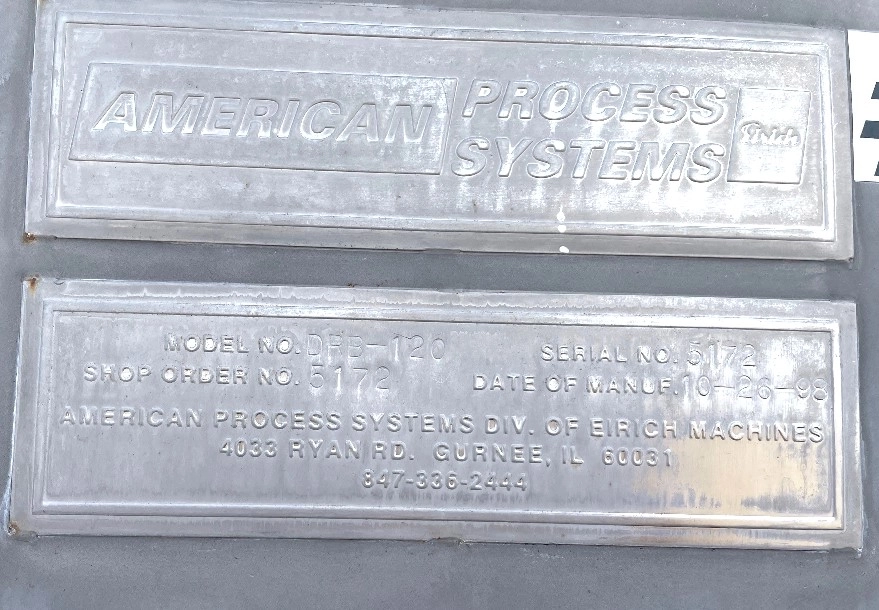 AMERICAN PROCESS SYSTEMS Eirich
MODEL NO. DRB-120 SERIAL NO. 5172
SHOP ORDER NO. 5172 DATE OF MANUF. 10-26-98
AMERICAN PROCESS SYSTEMS DIV. OF EIRICH MACHINES
4033 RYAN RD. GURNEE, IL 60031
847-336-2444